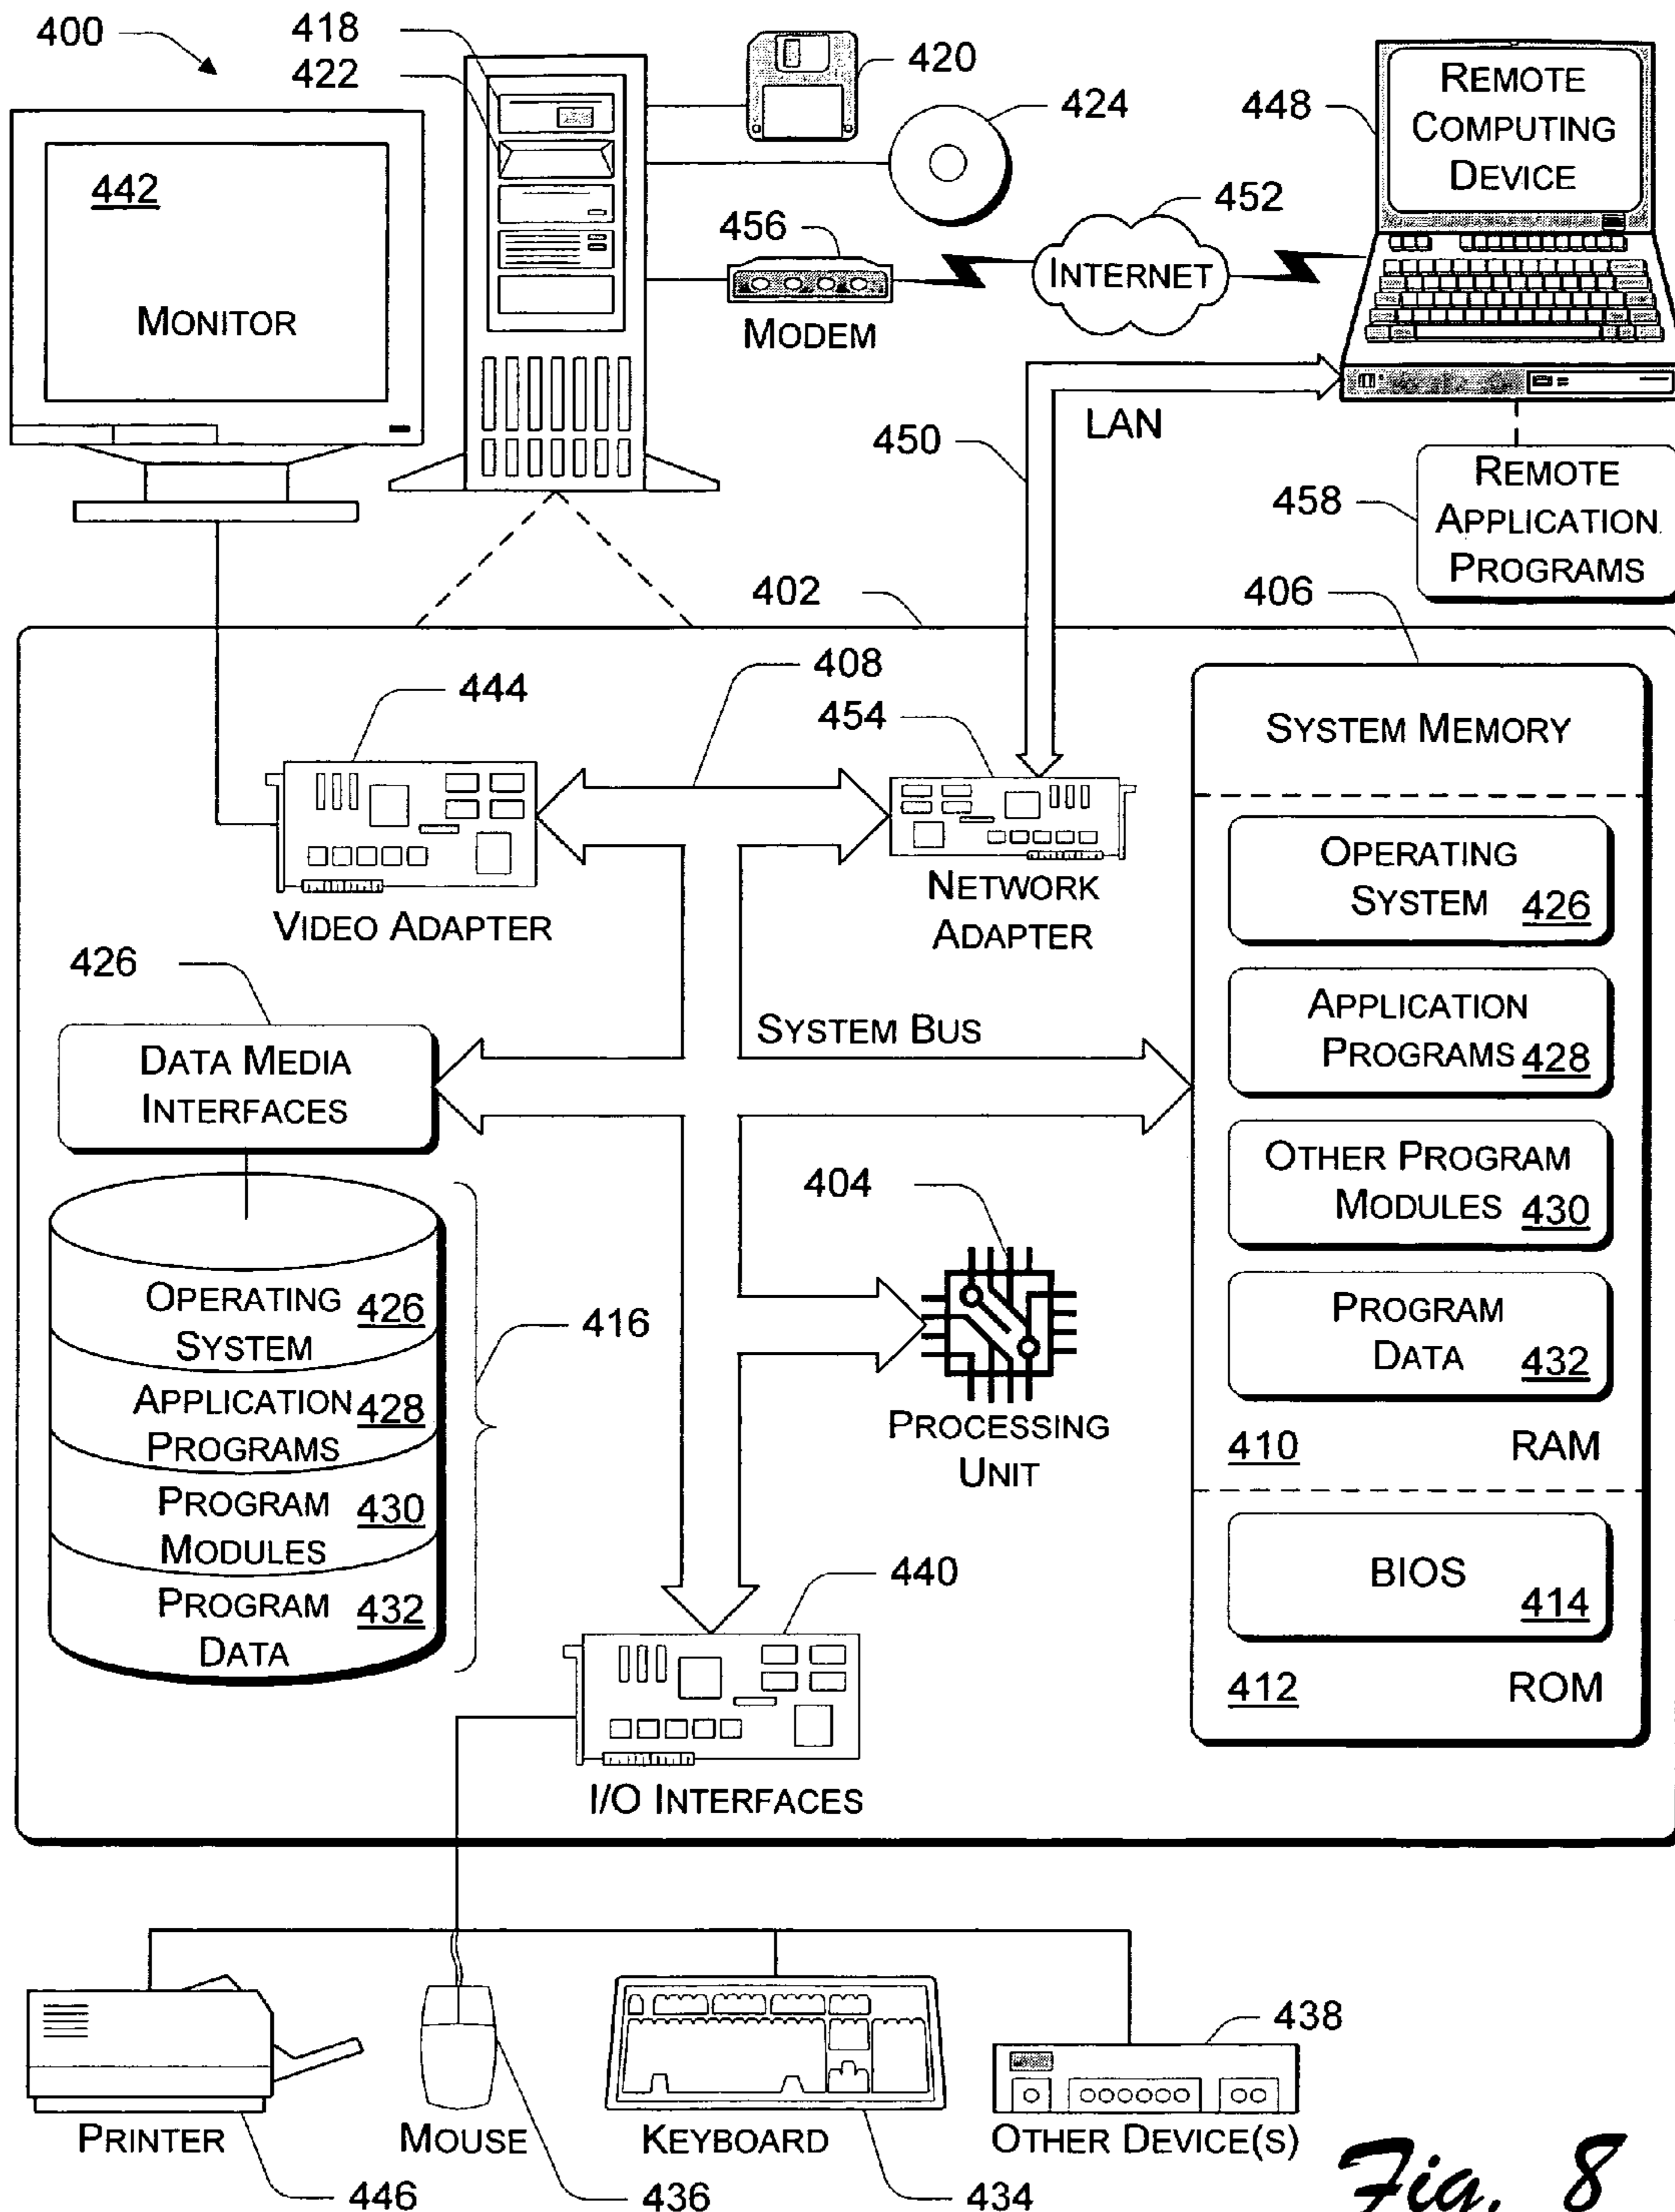 400
418
422
420
424
448
REMOTE
COMPUTING
DEVICE
442
MONITOR
456
MODEM
452
INTERNET
450
LAN
458
REMOTE
APPLICATION
PROGRAMS
402
406
408
444
454
VIDEO ADAPTER
NETWORK
ADAPTER
SYSTEM MEMORY
OPERATING
SYSTEM 426
APPLICATION
PROGRAMS 428
OTHER PROGRAM
MODULES 430
PROGRAM
DATA 432
410 RAM
BIOS
414
412 ROM
426
DATA MEDIA
INTERFACES
SYSTEM BUS
404
PROCESSING
UNIT
416
OPERATING 426
SYSTEM
APPLICATION 428
PROGRAMS
PROGRAM 430
MODULES
PROGRAM 432
DATA
440
I/O INTERFACES
438
PRINTER
MOUSE
KEYBOARD
OTHER DEVICE(S)
446
436
434
Fig. 8